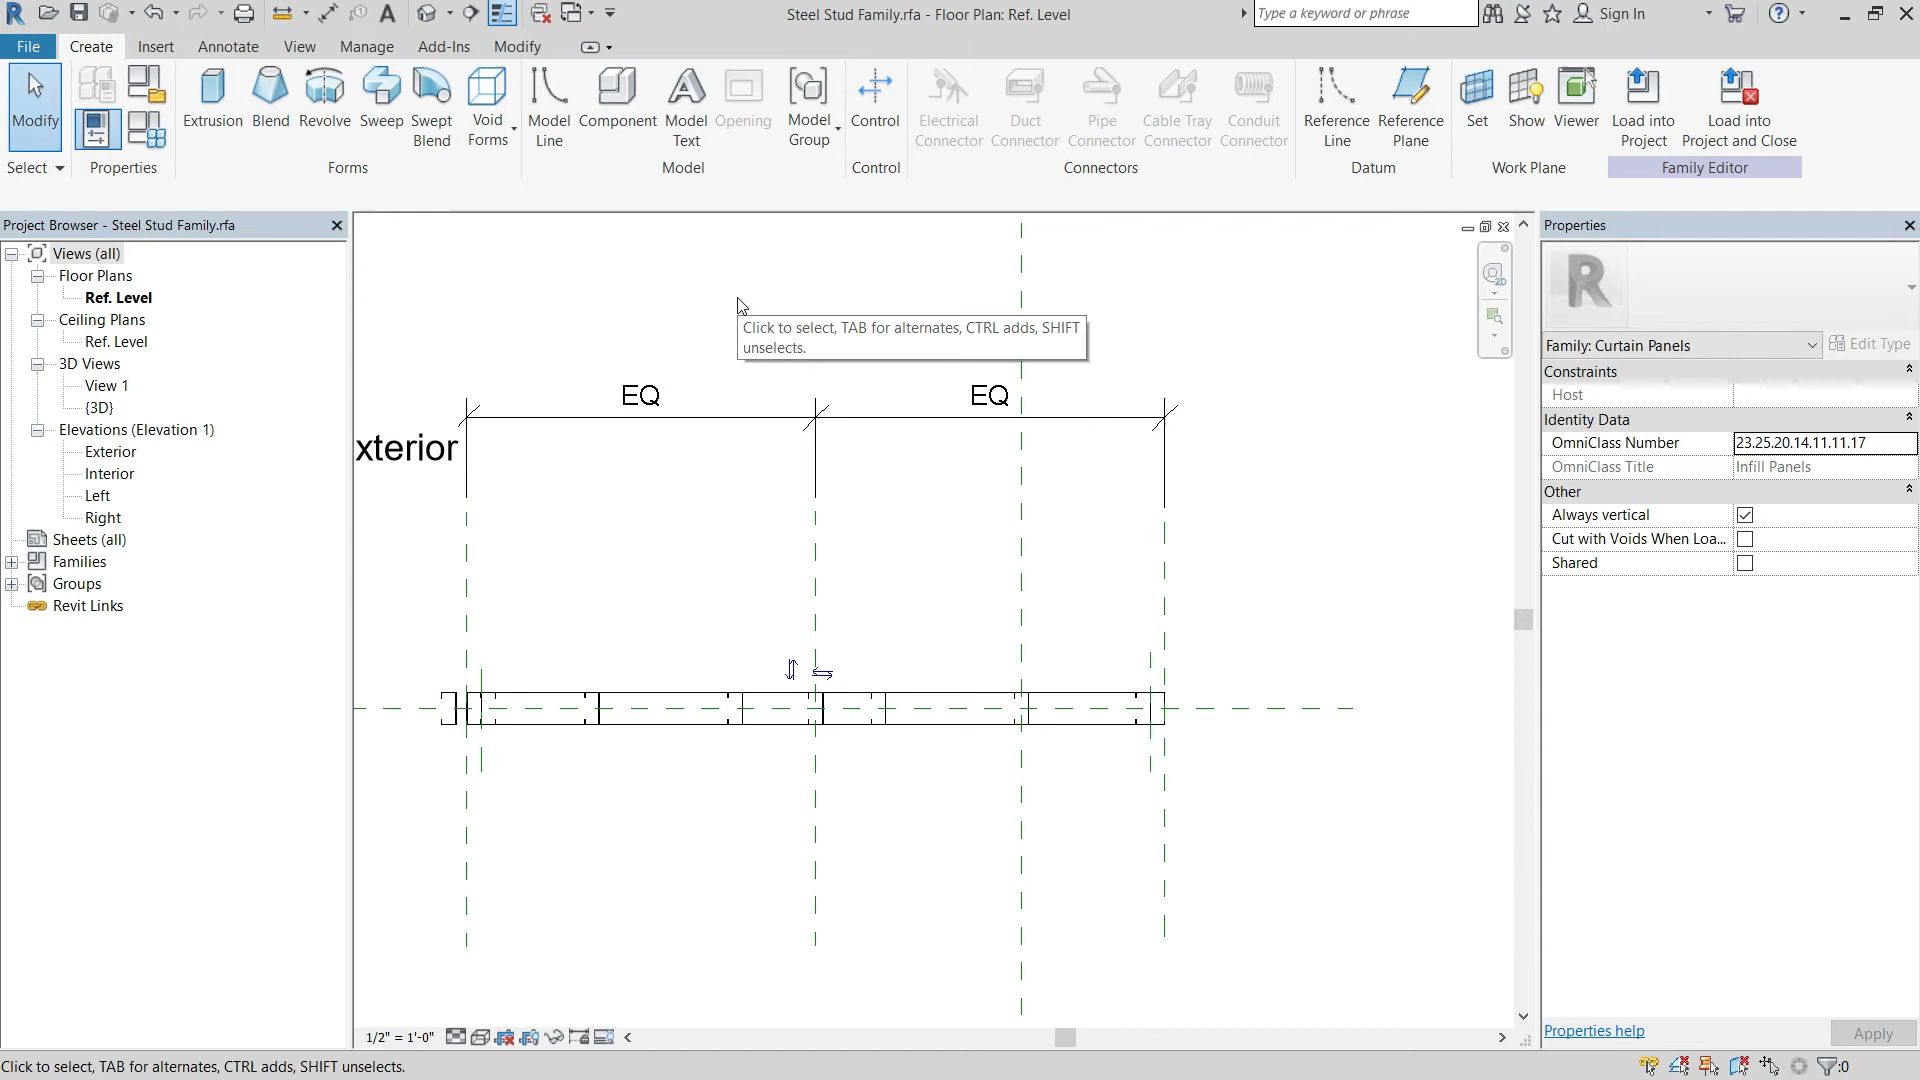 Steel Stud Family.rfa - Floor Plan: Ref. Level
Type a keyword or phrase
Sign In
File
Create
Insert
Annotate
View
Manage
Add-Ins
Modify
Modify
Extrusion
Blend
Revolve
Sweep
Swept
Blend
Void
Forms
Model
Line
Component
Model
Text
Opening
Model
Group
Control
Electrical
Connector
Duct
Connector
Pipe
Connector
Cable Tray
Connector
Conduit
Connector
Reference
Line
Reference
Plane
Set
Show
Viewer
Load into
Project
Load into
Project and Close
Select
Properties
Forms
Model
Control
Connectors
Datum
Work Plane
Family Editor
Project Browser - Steel Stud Family.rfa
Views (all)
Floor Plans
Ref. Level
Ceiling Plans
Ref. Level
3D Views
View 1
{3D}
Elevations (Elevation 1)
Exterior
Interior
Left
Right
Sheets (all)
Families
Groups
Revit Links
2D
Click to select, TAB for alternates, CTRL adds, SHIFT
unselects.
EQ
EQ
xterior
1/2" = 1'-0"
Properties
R
Family: Curtain Panels
Edit Type
Constraints
Host
Identity Data
OmniClass Number
23.25.20.14.11.11.17
OmniClass Title
Infill Panels
Other
Always vertical
Cut with Voids When Loa...
Shared
Properties help
Apply
Click to select, TAB for alternates, CTRL adds, SHIFT unselects.
:0